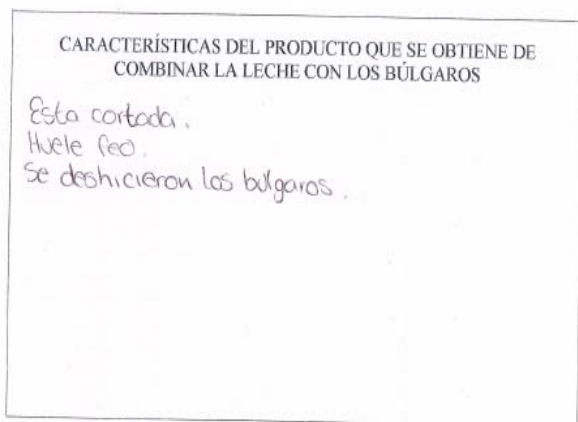 CARACTERÍSTICAS DEL PRODUCTO QUE SE OBTIENE DE
COMBINAR LA LECHE CON LOS BÚLGAROS
Esta cortada.
Huele feo.
Se deshicieron los bulgaros.